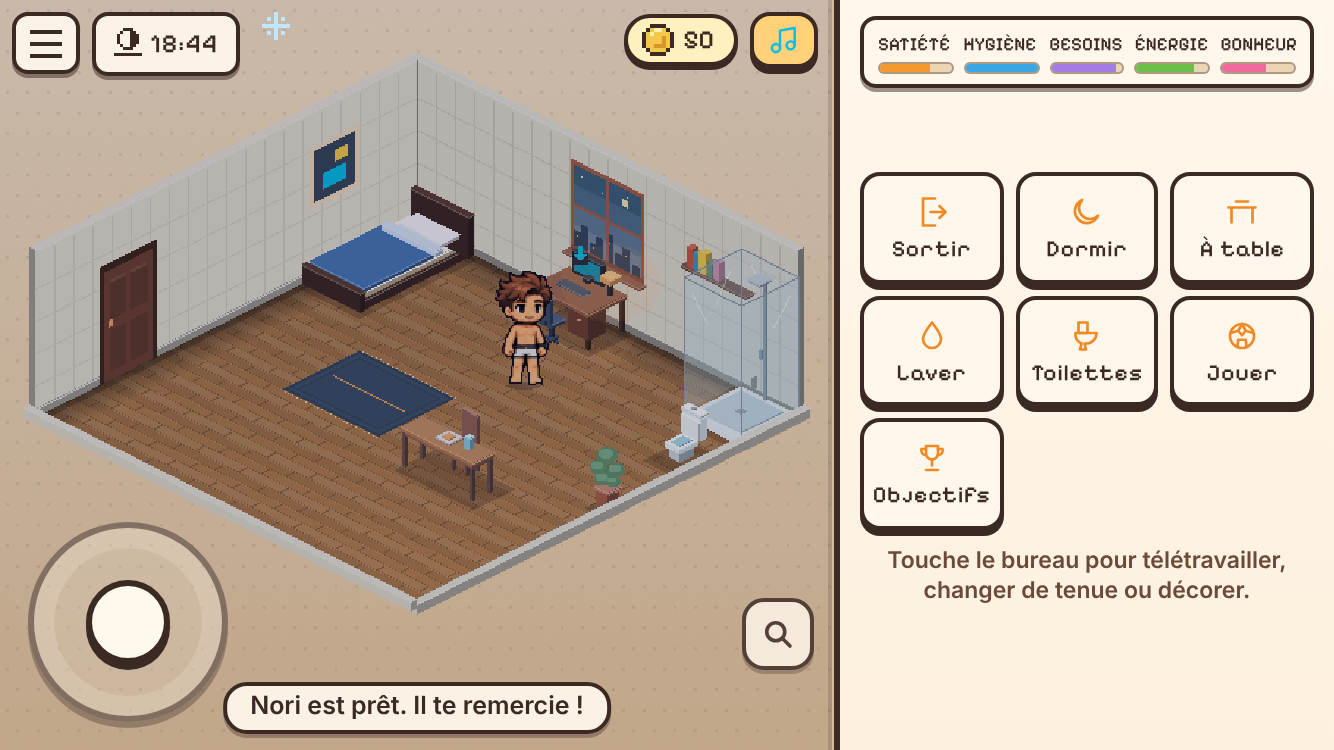 18:44
80
SATIÉTÉ HYGIÈNE BESOINS ÉNERGIE BONHEUR
Sortir
Dormir
À table
Laver
Toilettes
Jouer
Objectifs
Touche le bureau pour télétravailler,
changer de tenue ou décorer.
Nori est prêt. Il te remercie !